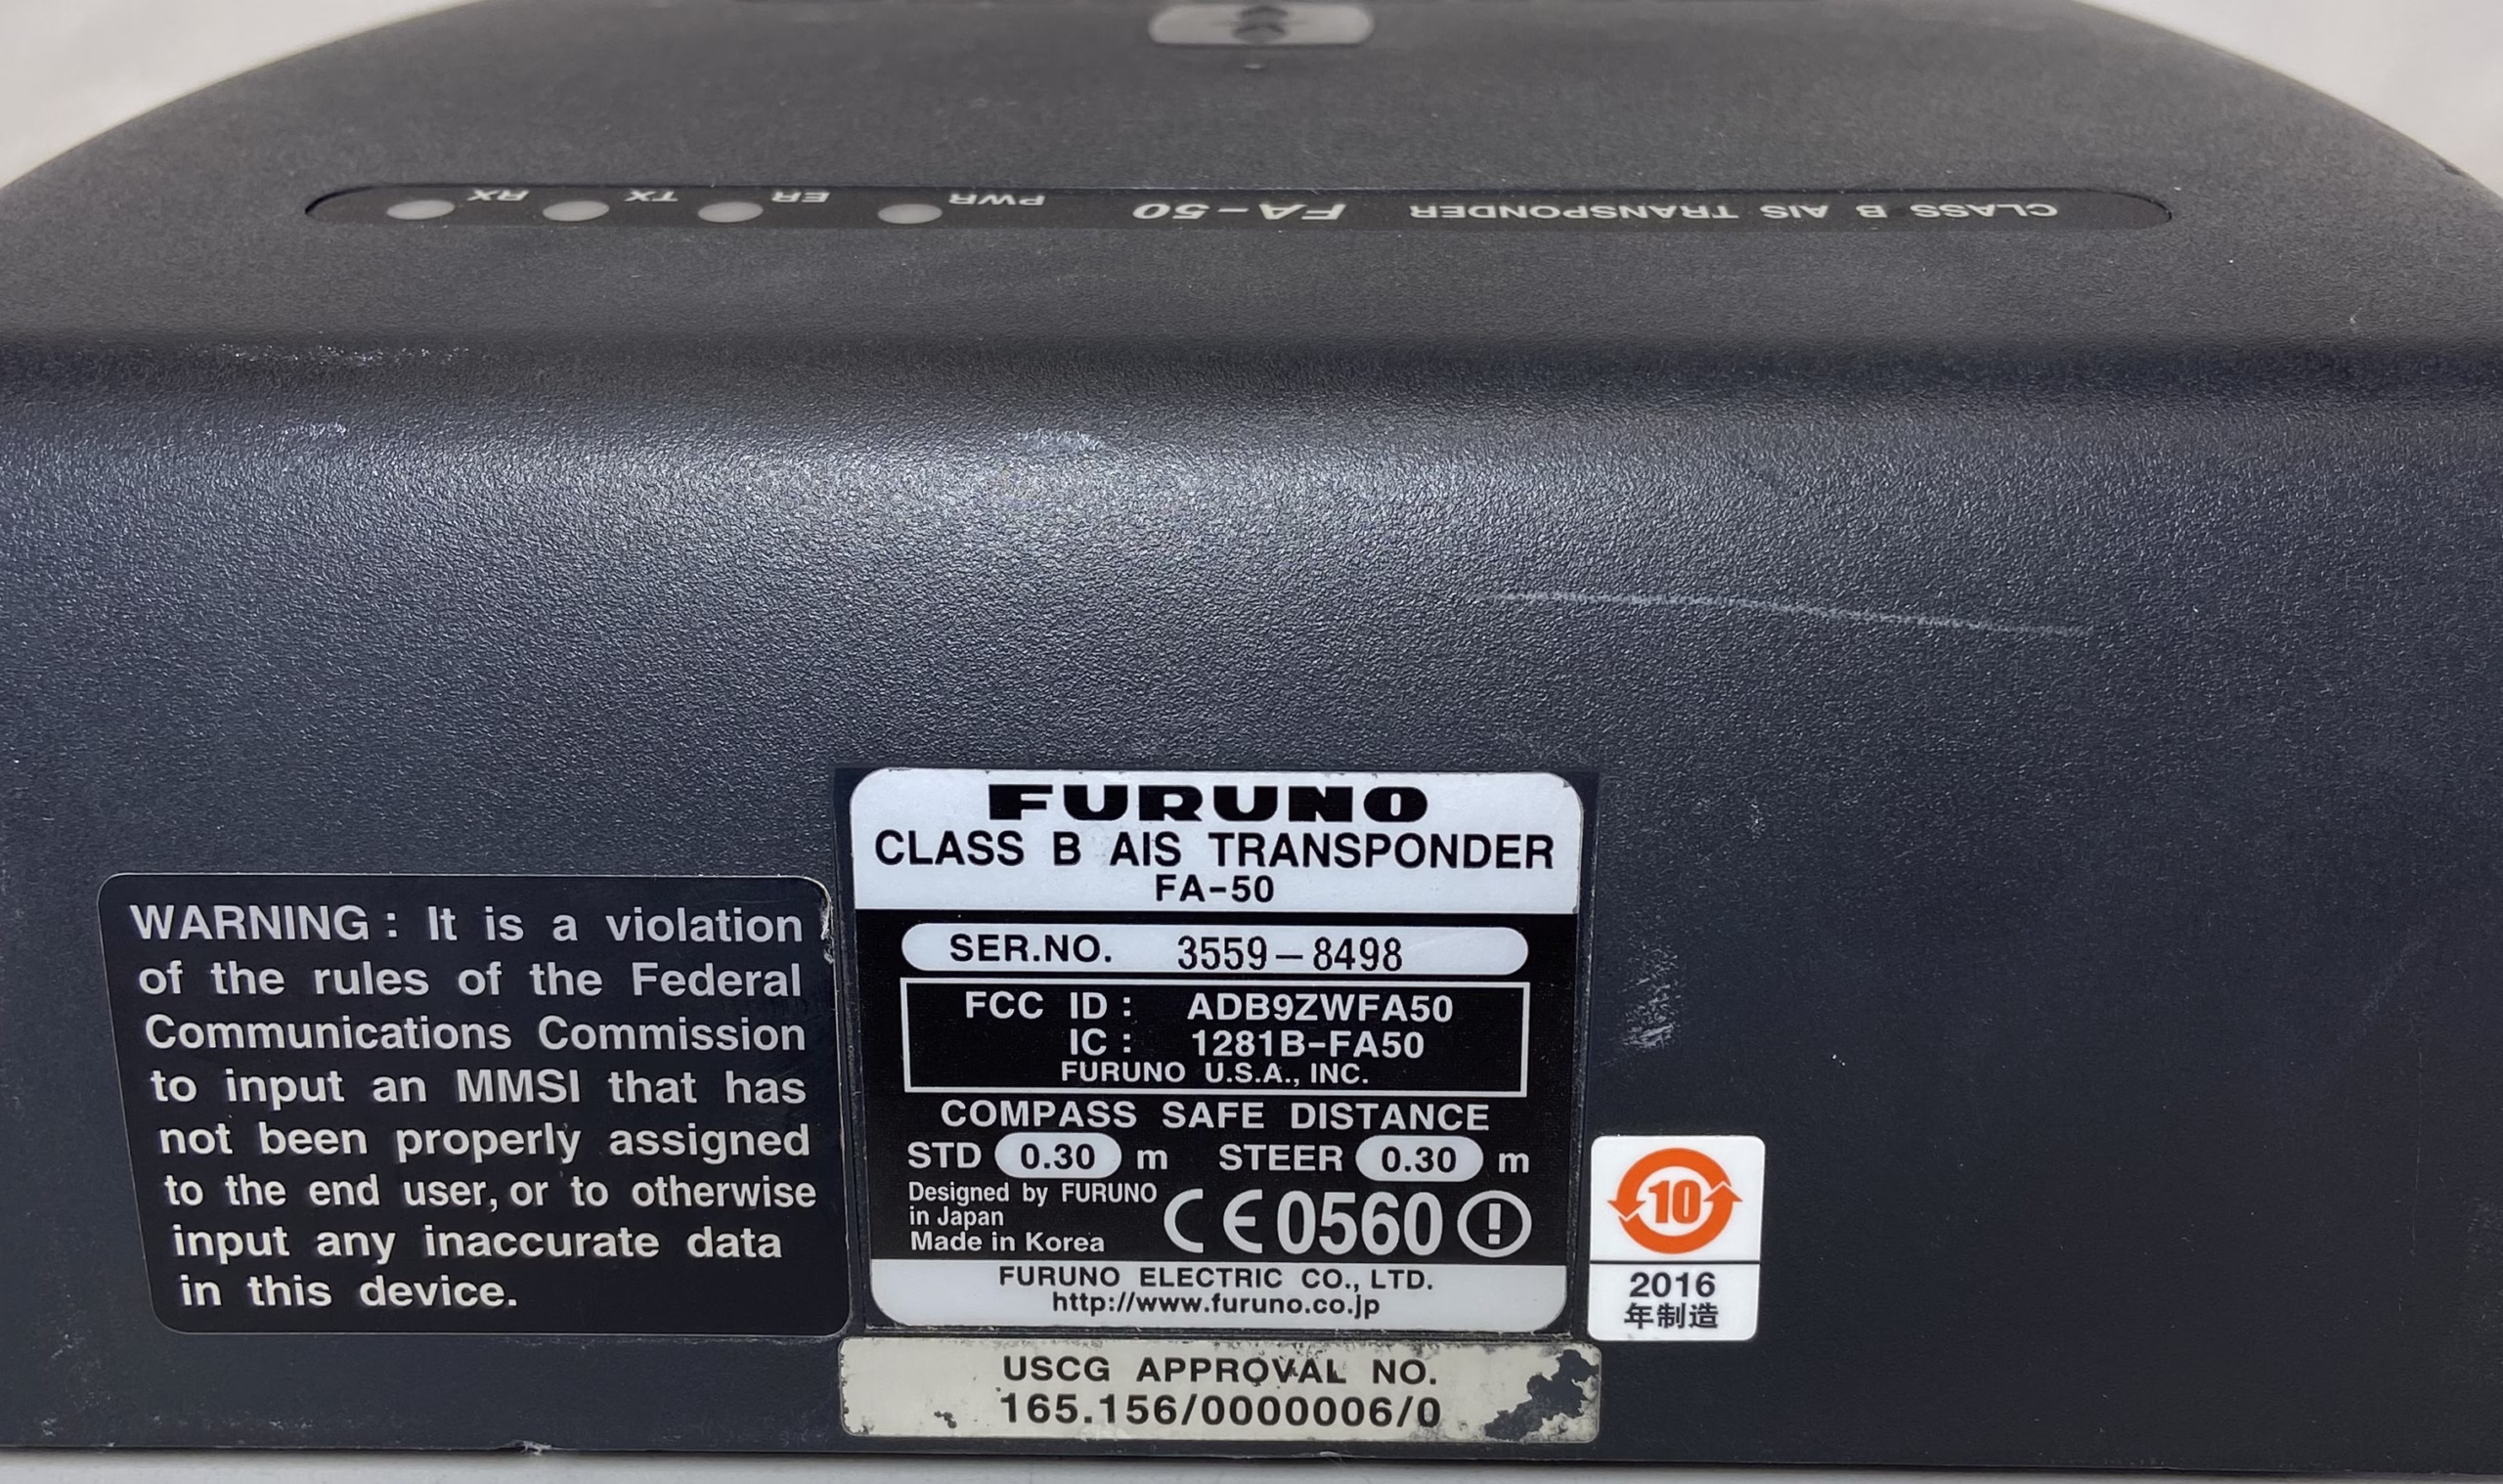 CLASS B AIS TRANSPONDER FA-50 PWR ER TX RX
WARNING: It is a violation
of the rules of the Federal
Communications Commission
to input an MMSI that has
not been properly assigned
to the end user, or to otherwise
input any inaccurate data
in this device.
FURUNO
CLASS B AIS TRANSPONDER
FA-50
SER.NO. 3559-8498
FCC ID: ADB9ZWFA50
IC: 1281B-FA50
FURUNO U.S.A., INC.
COMPASS SAFE DISTANCE
STD 0.30 m STEER 0.30 m
Designed by FURUNO
in Japan
Made in Korea
CE0560
FURUNO ELECTRIC CO., LTD.
http://www.furuno.co.jp
10
2016
年制造
USCG APPROVAL NO.
165.156/0000006/0